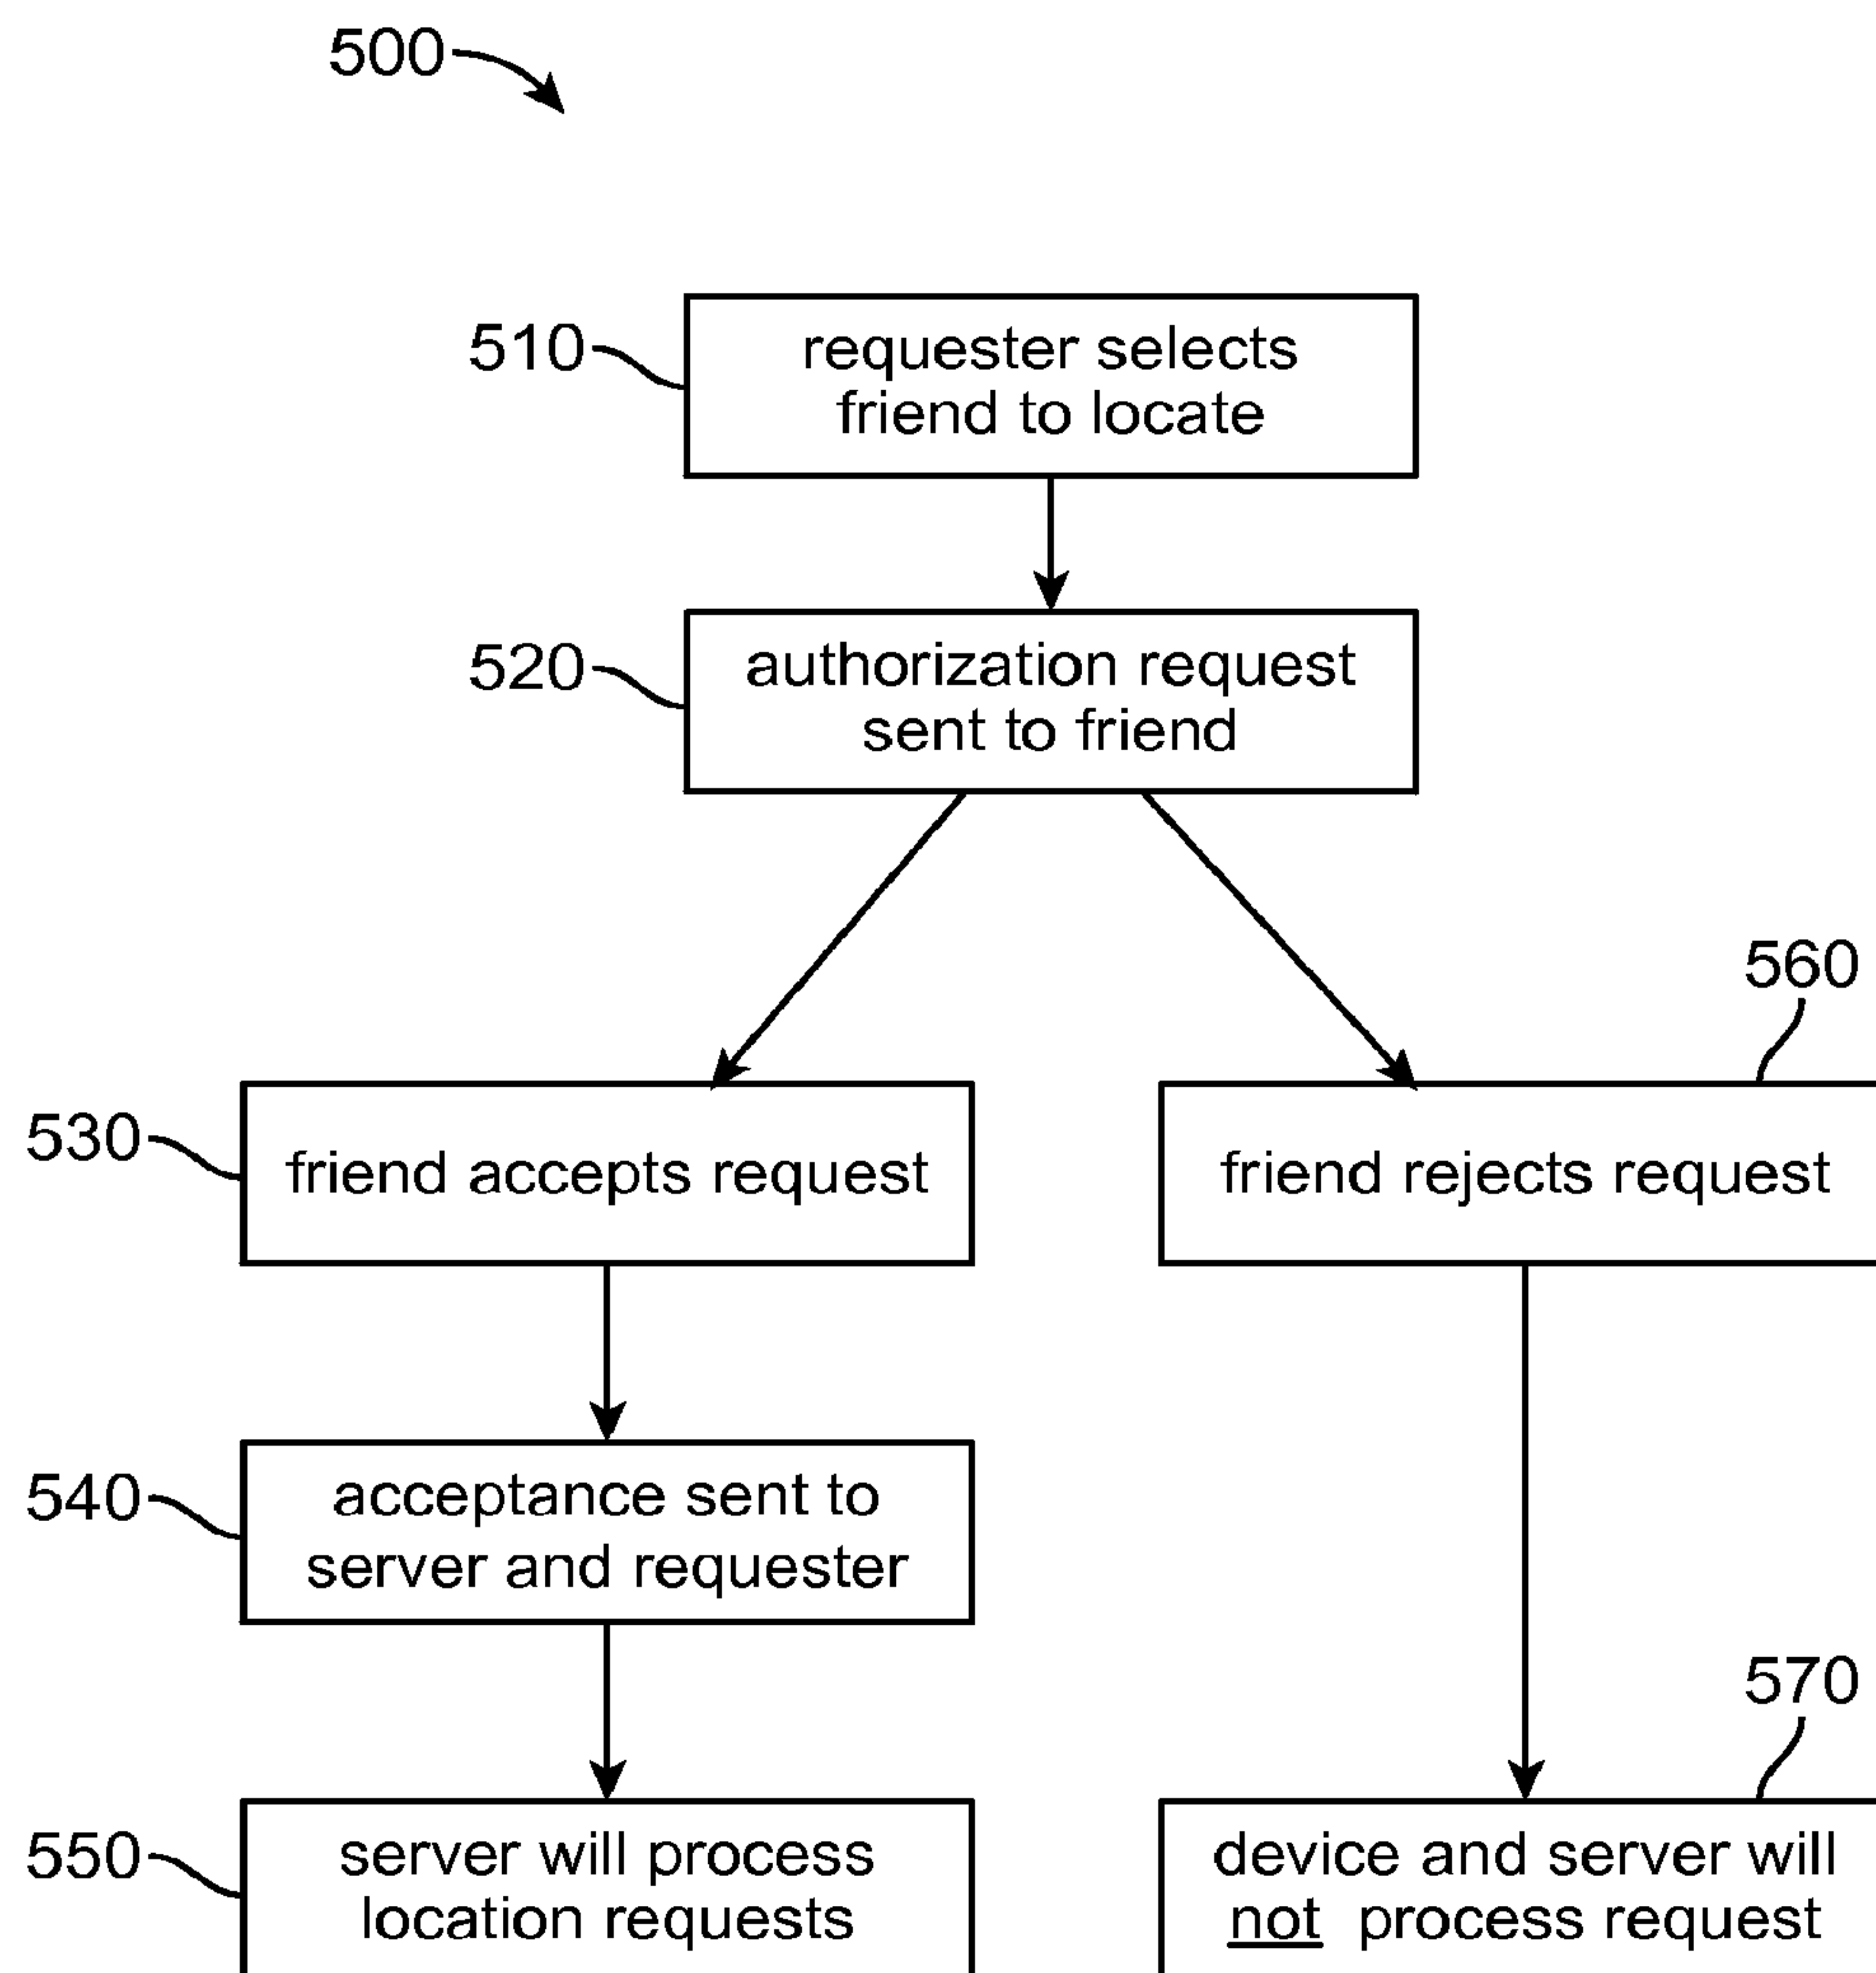 500
510
requester selects
friend to locate
520
authorization request
sent to friend
560
530
friend accepts request
friend rejects request
540
acceptance sent to
server and requester
570
550
server will process
location requests
device and server will
not process request